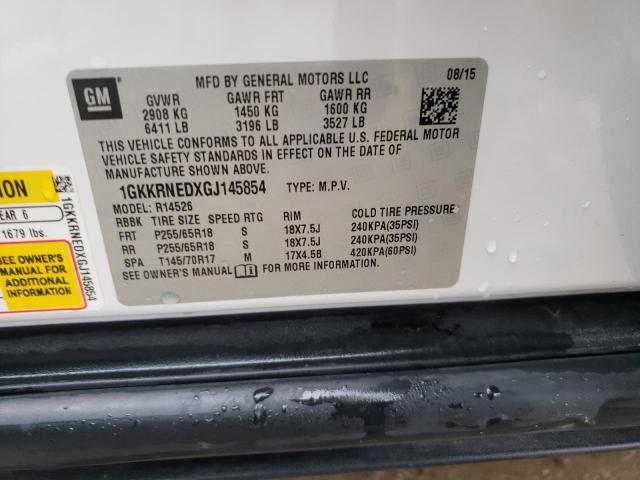 GM
MFD BY GENERAL MOTORS LLC 08/15
GVWR GAWR FRT GAWR RR
2908 KG 1450 KG 1600 KG
6411 LB 3196 LB 3527 LB
THIS VEHICLE CONFORMS TO ALL APPLICABLE U.S. FEDERAL MOTOR
VEHICLE SAFETY STANDARDS IN EFFECT ON THE DATE OF
MANUFACTURE SHOWN ABOVE.
1GKKRNEDXGJ145854 TYPE: M.P.V.
MODEL: R14526
RBBK TIRE SIZE SPEED RTG RIM COLD TIRE PRESSURE
FRT P255/65R18 S 18X7.5J 240KPA(35PSI)
RR P255/65R18 S 18X7.5J 240KPA(35PSI)
SPA T145/70R17 M 17X4.5B 420KPA(60PSI)
SEE OWNER'S MANUAL FOR MORE INFORMATION.
EAR 6
1679 lbs.
SEE OWNER'S
MANUAL FOR
ADDITIONAL
INFORMATION
1GKKRNEDXGJ145854